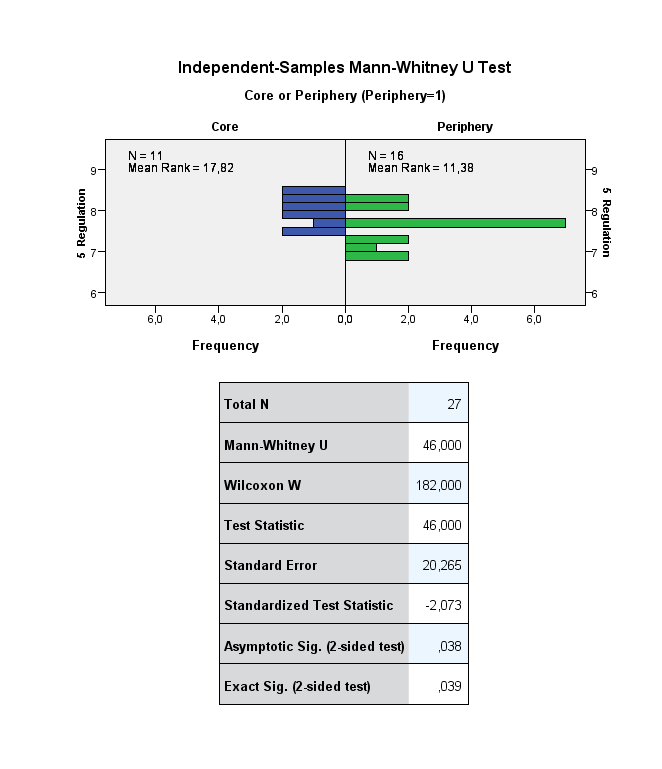 Independent-Samples Mann-Whitney U Test
Core or Periphery (Periphery=1)
Core Periphery
N = 11 N = 16
Mean Rank = 17,82 Mean Rank = 11,38
9 9
8 8
7 7
6 6
5 Regulation 5 Regulation
6,0 4,0 2,0 0,0 0,0 2,0 4,0 6,0
Frequency Frequency
Total N 27
Mann-Whitney U 46,000
Wilcoxon W 182,000
Test Statistic 46,000
Standard Error 20,265
Standardized Test Statistic -2,073
Asymptotic Sig. (2-sided test) ,038
Exact Sig. (2-sided test) ,039